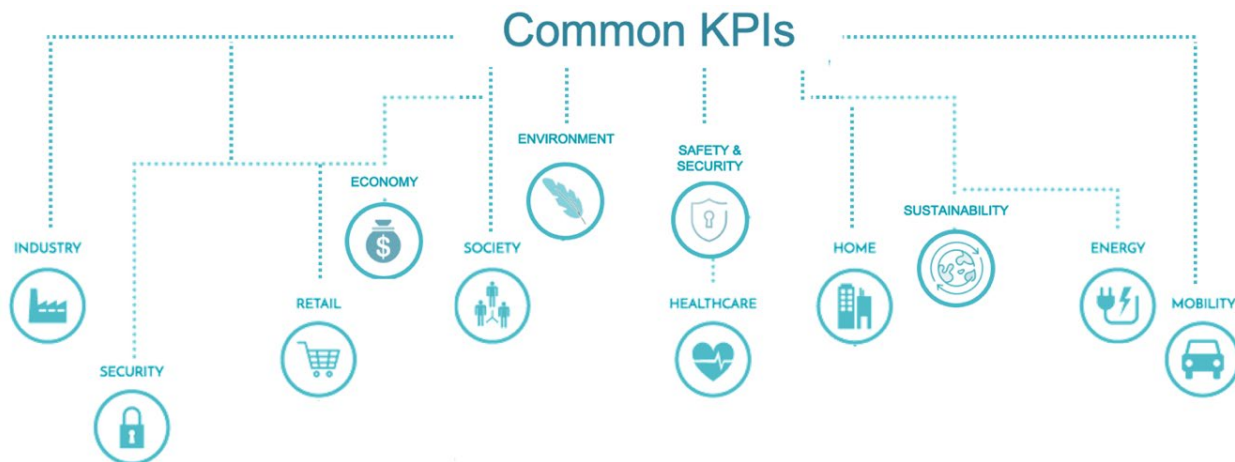 Common KPIs
ENVIRONMENT
SAFETY &
SECURITY
ECONOMY
SUSTAINABILITY
INDUSTRY
SOCIETY
HOME
ENERGY
RETAIL
HEALTHCARE
MOBILITY
SECURITY
$